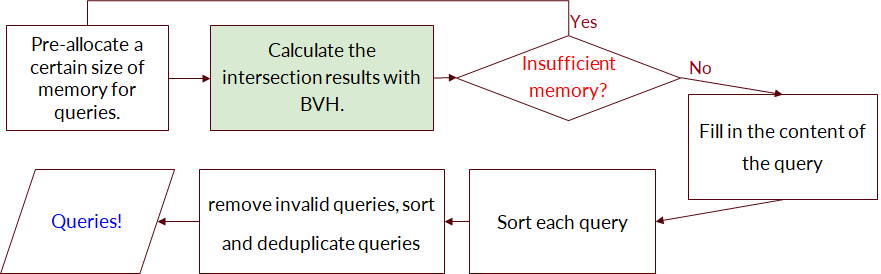 Yes
Pre-allocate a
certain size of
memory for
queries.
Calculate the
intersection results with
BVH.
Insufficient
memory?
No
Fill in the content of
the query
Sort each query
remove invalid queries, sort
and deduplicate queries
Queries!